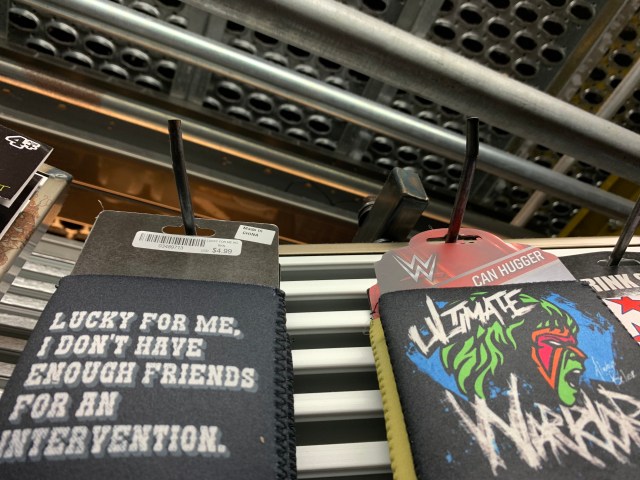 MADE IN
CHINA
$4.99
LUCKY FOR ME,
I DON'T HAVE
ENOUGH FRIENDS
FOR AN
INTERVENTION.
W
CAN HUGGER
ULTIMATE
WARRIOR